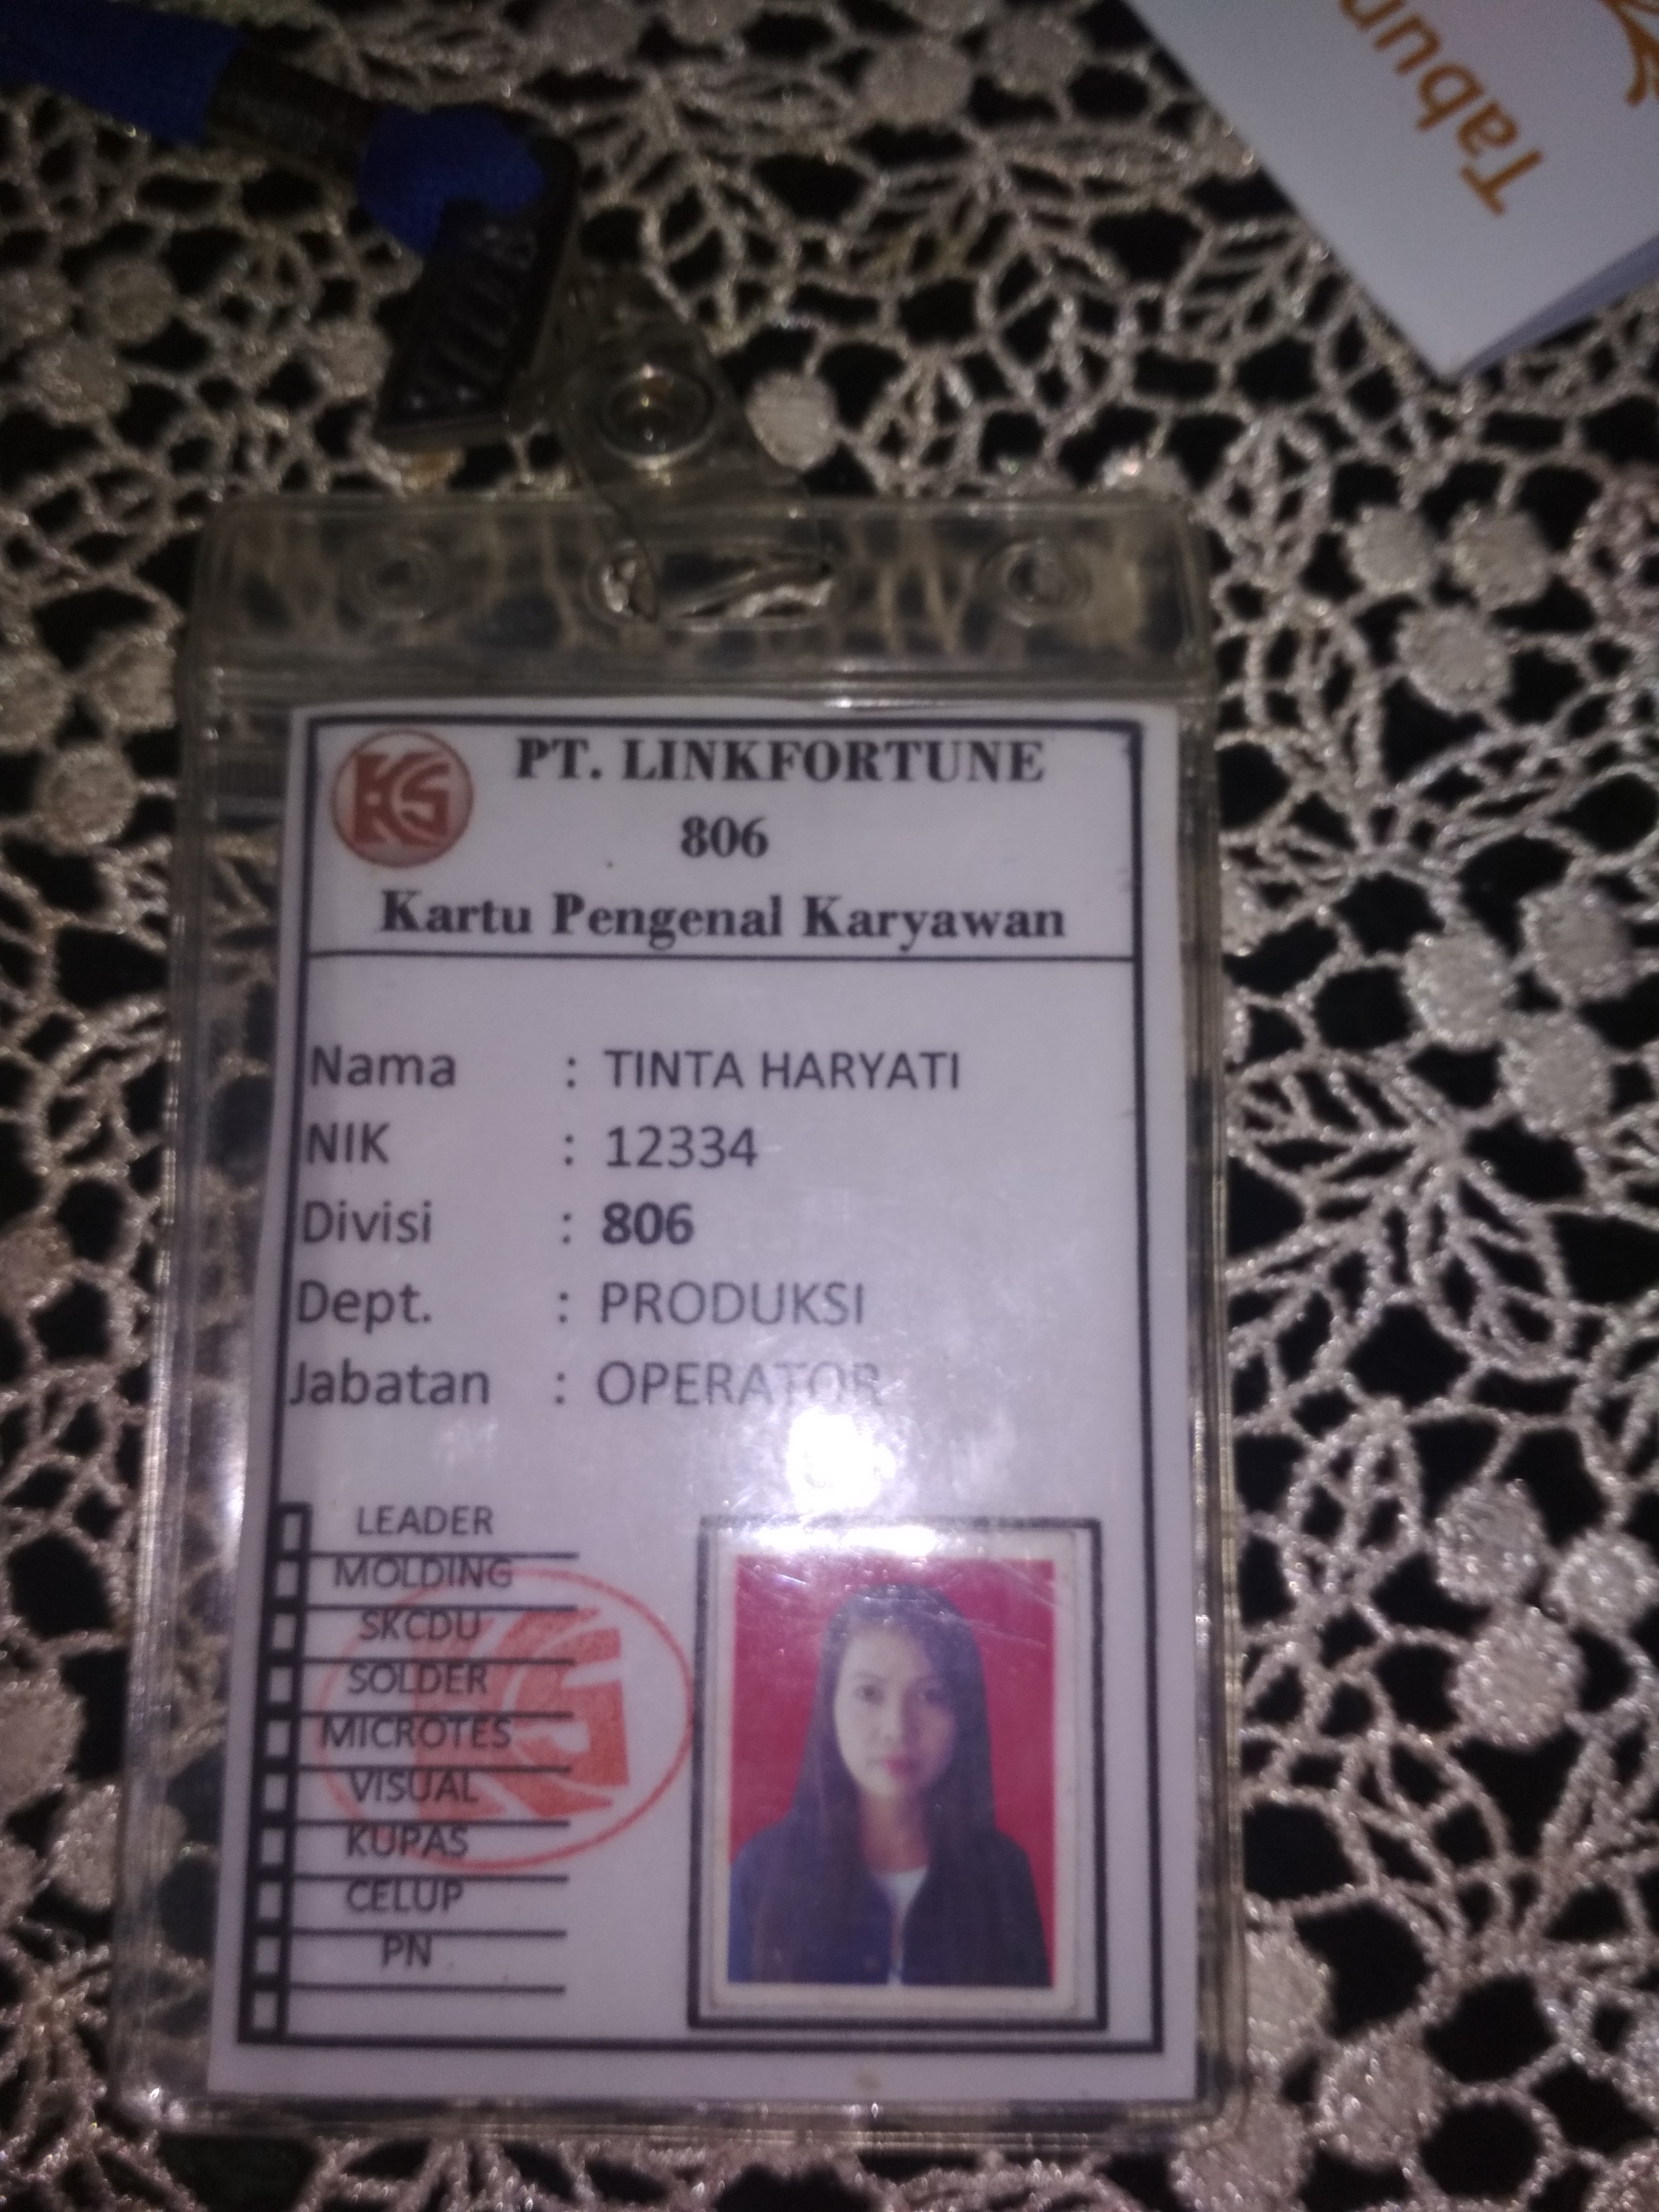 Tabun
KS
PT. LINKFORTUNE
806
Kartu Pengenal Karyawan
Nama : TINTA HARYATI
NIK : 12334
Divisi : 806
Dept. : PRODUKSI
Jabatan : OPERATOR
LEADER
MOLDING
SKCDU
SOLDER
MICROTES
VISUAL
KUPAS
CELUP
PN